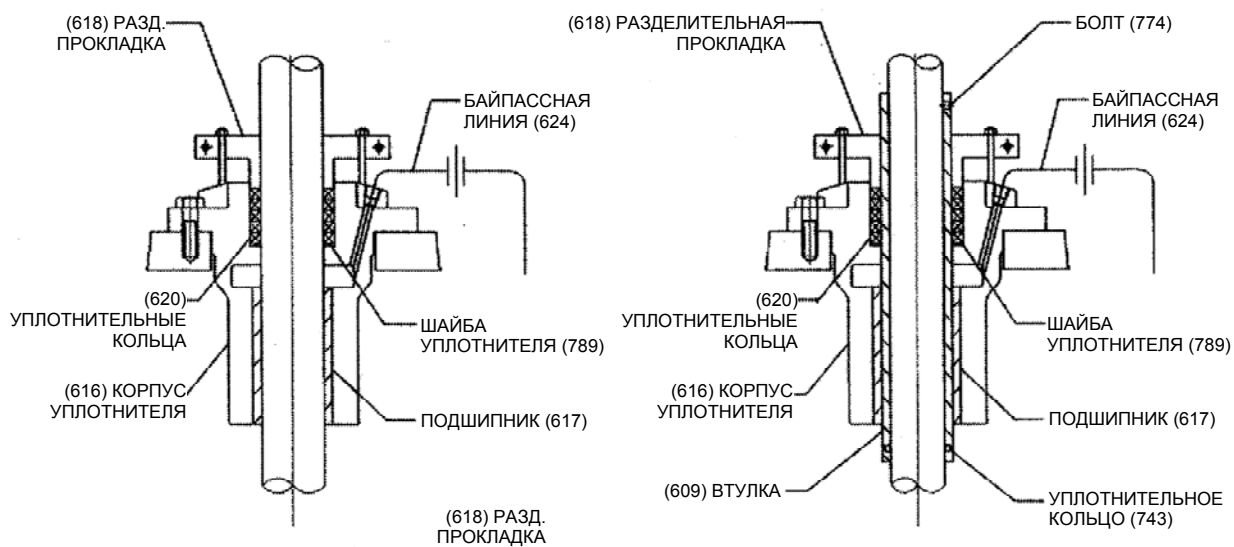 (618) РАЗД.
ПРОКЛАДКА
БАЙПАССНАЯ
ЛИНИЯ (624)
(620)
УПЛОТНИТЕЛЬНЫЕ
КОЛЬЦА
ШАЙБА
УПЛОТНИТЕЛЯ (789)
(616) КОРПУС
УПЛОТНИТЕЛЯ
ПОДШИПНИК (617)
(618) РАЗД.
ПРОКЛАДКА
(618) РАЗДЕЛИТЕЛЬНАЯ
ПРОКЛАДКА
БОЛТ (774)
БАЙПАССНАЯ
ЛИНИЯ (624)
(620)
УПЛОТНИТЕЛЬНЫЕ
КОЛЬЦА
ШАЙБА
УПЛОТНИТЕЛЯ (789)
(616) КОРПУС
УПЛОТНИТЕЛЯ
ПОДШИПНИК (617)
(609) ВТУЛКА
УПЛОТНИТЕЛЬНОЕ
КОЛЬЦО (743)